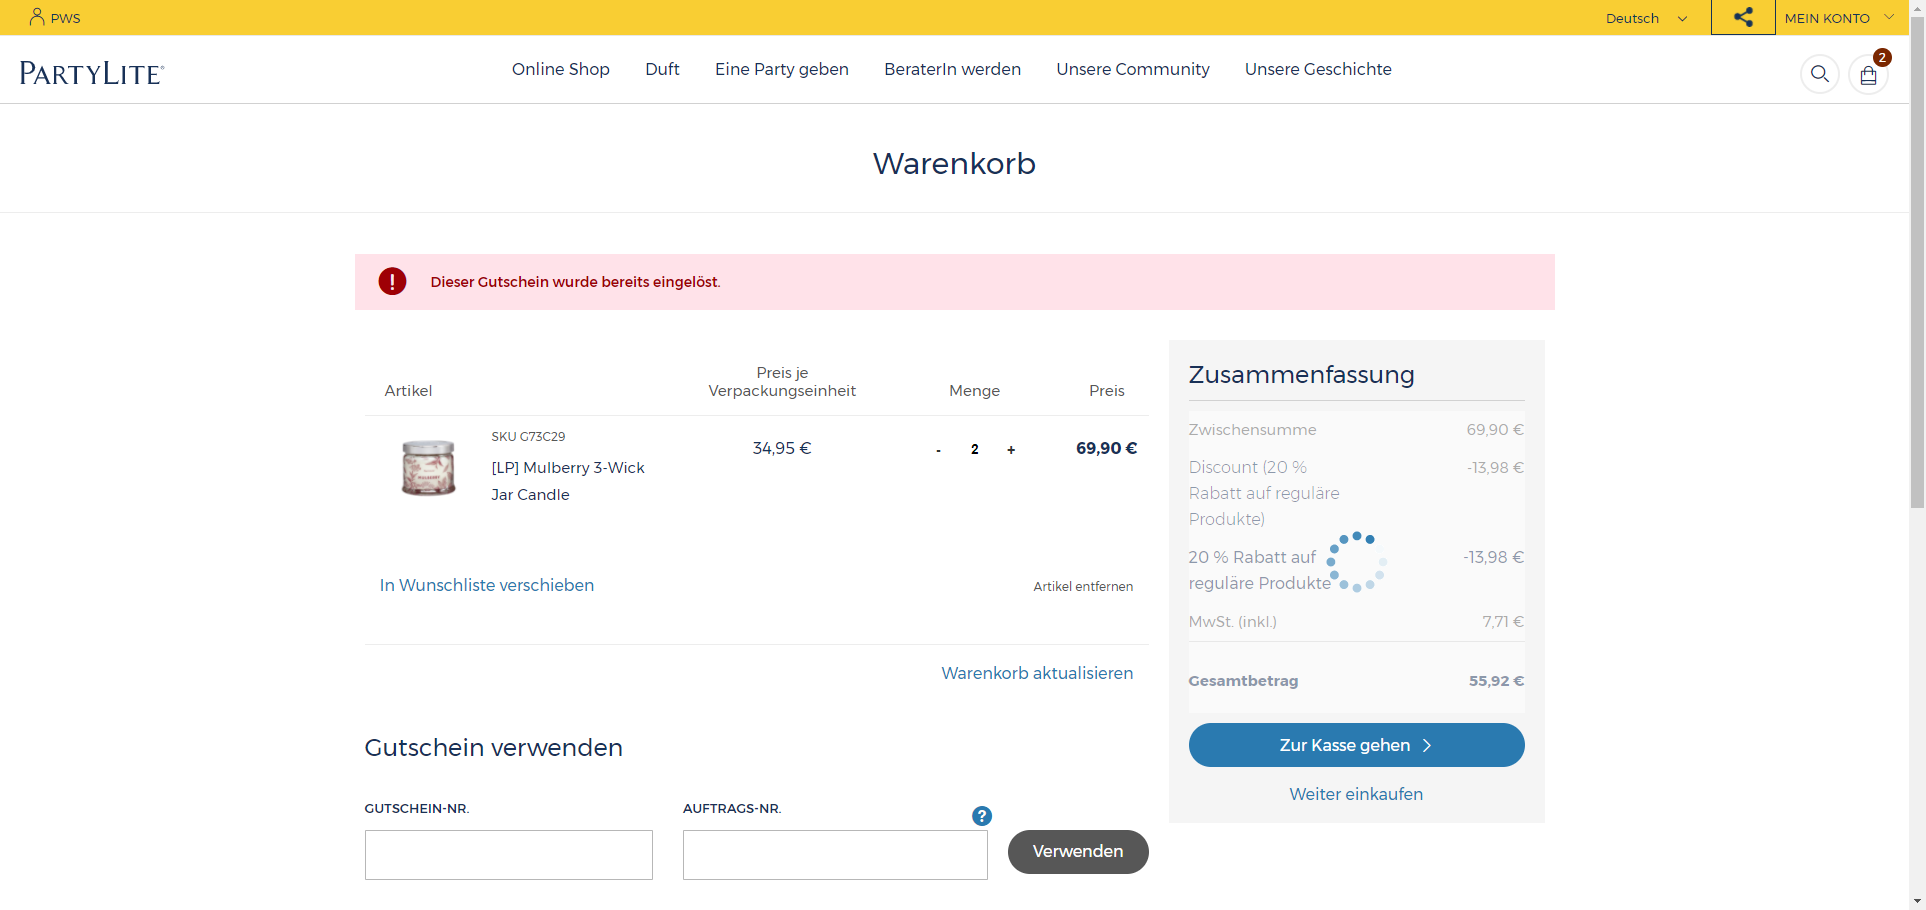 PWS
Deutsch
MEIN KONTO
PARTYLITE
Online Shop
Duft
Eine Party geben
BeraterIn werden
Unsere Community
Unsere Geschichte
2
Warenkorb
Dieser Gutschein wurde bereits eingelöst.
Artikel
Preis je
Verpackungseinheit
Menge
Preis
SKU G73C29
[LP] Mulberry 3-Wick
Jar Candle
MULBERRY
34,95 €
- 2 +
69,90 €
In Wunschliste verschieben
Artikel entfernen
Warenkorb aktualisieren
Gutschein verwenden
GUTSCHEIN-NR.
AUFTRAGS-NR.
?
Verwenden
Zusammenfassung
Zwischensumme 69,90 €
Discount (20 % -13,98 €
Rabatt auf reguläre
Produkte)
20 % Rabatt auf -13,98 €
reguläre Produkte
MwSt. (inkl.) 7,71 €
Gesamtbetrag 55,92 €
Zur Kasse gehen
Weiter einkaufen